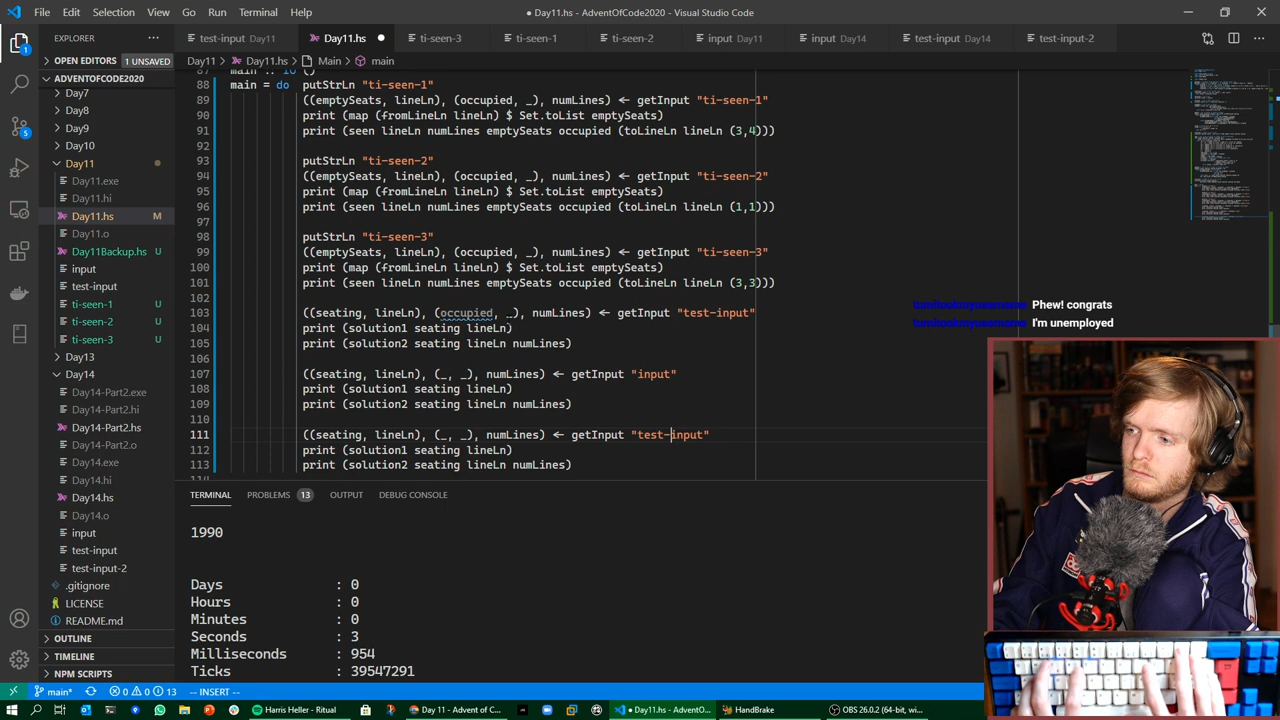 File Edit Selection View Go Run Terminal Help
● Day11.hs - AdventOfCode2020 - Visual Studio Code
EXPLORER
test-input Day11
Day11.hs
ti-seen-3
ti-seen-1
ti-seen-2
input Day11
input Day14
test-input Day14
test-input-2
OPEN EDITORS 1 UNSAVED
Day11 > Day11.hs > Main > main
ADVENTOFCODE2020
Day7
Day8
Day9
Day10
Day11
Day11.exe
Day11.hi
Day11.hs M
Day11.o
Day11Backup.hs U
input
test-input
ti-seen-1 U
ti-seen-2 U
ti-seen-3 U
Day13
Day14
Day14-Part2.exe
Day14-Part2.hi
Day14-Part2.hs
Day14-Part2.o
Day14.exe
Day14.hi
Day14.hs
Day14.o
input
test-input
test-input-2
.gitignore
LICENSE
README.md
OUTLINE
TIMELINE
NPM SCRIPTS
87 main :: IO ()
88 main = do putStrLn "ti-seen-1"
89 ((emptySeats, lineLn), (occupied, _), numLines) ← getInput "ti-seen-1"
90 print (map (fromLineLn lineLn) $ Set.toList emptySeats)
91 print (seen lineLn numLines emptySeats occupied (toLineLn lineLn (3,4)))
92
93 putStrLn "ti-seen-2"
94 ((emptySeats, lineLn), (occupied, _), numLines) ← getInput "ti-seen-2"
95 print (map (fromLineLn lineLn) $ Set.toList emptySeats)
96 print (seen lineLn numLines emptySeats occupied (toLineLn lineLn (1,1)))
97
98 putStrLn "ti-seen-3"
99 ((emptySeats, lineLn), (occupied, _), numLines) ← getInput "ti-seen-3"
100 print (map (fromLineLn lineLn) $ Set.toList emptySeats)
101 print (seen lineLn numLines emptySeats occupied (toLineLn lineLn (3,3)))
102
103 ((seating, lineLn), (occupied, _), numLines) ← getInput "test-input"
104 print (solution1 seating lineLn)
105 print (solution2 seating lineLn numLines)
106
107 ((seating, lineLn), (_, _), numLines) ← getInput "input"
108 print (solution1 seating lineLn)
109 print (solution2 seating lineLn numLines)
110
111 ((seating, lineLn), (_, _), numLines) ← getInput "test-input"
112 print (solution1 seating lineLn)
113 print (solution2 seating lineLn numLines)
114
Phew! congrats
I'm unemployed
TERMINAL PROBLEMS 13 OUTPUT DEBUG CONSOLE
1990
Days : 0
Hours : 0
Minutes : 0
Seconds : 3
Milliseconds : 954
Ticks : 39547291
1
5
main* 0 0 13 -- INSERT --
Harris Heller - Ritual
Day 11 - Advent of C...
● Day11.hs - AdventO...
HandBrake
OBS 26.0.2 (64-bit, w...